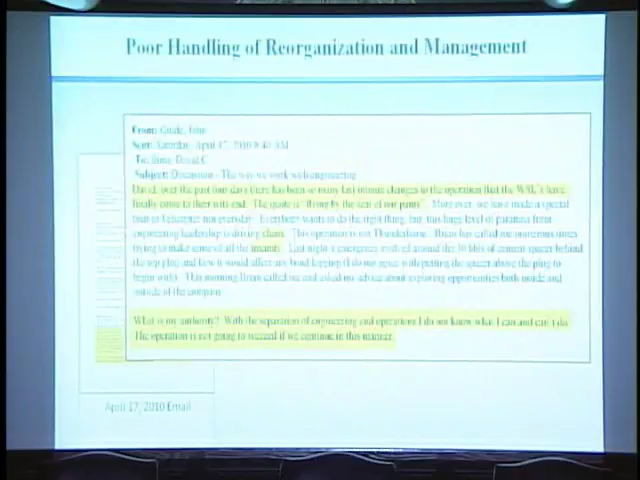 Poor Handling of Reorganization and Management
From: Guide, John
Sent: Saturday, April 17, 2010 8:40 AM
To: Sims, David C
Subject: Discussion - The way we work with engineering
David, over the past four days there has been so many last minute changes to the operation that the WSL's have
finally come to their wits end. The quote is "flying by the seat of our pants". More over, we have made a special
boat or helicopter run everyday. Everybody wants to do the right thing, but, this huge level of paranoia from
engineering leadership is driving chaos. This operation is not Thunderhorse. Brian has called me numerous times
trying to make sense of all the insanity. Last night's emergency evolved around the 30 bbls of cement spacer behind
the top plug and how it would affect any bond logging (I do not agree with putting the spacer above the plug to
begin with). This morning Brian called me and asked my advice about exploring opportunities both inside and
outside of the company.
What is my authority? With the separation of engineering and operations I do not know what I can and can't do.
The operation is not going to succeed if we continue in this manner.
April 17, 2010 Email